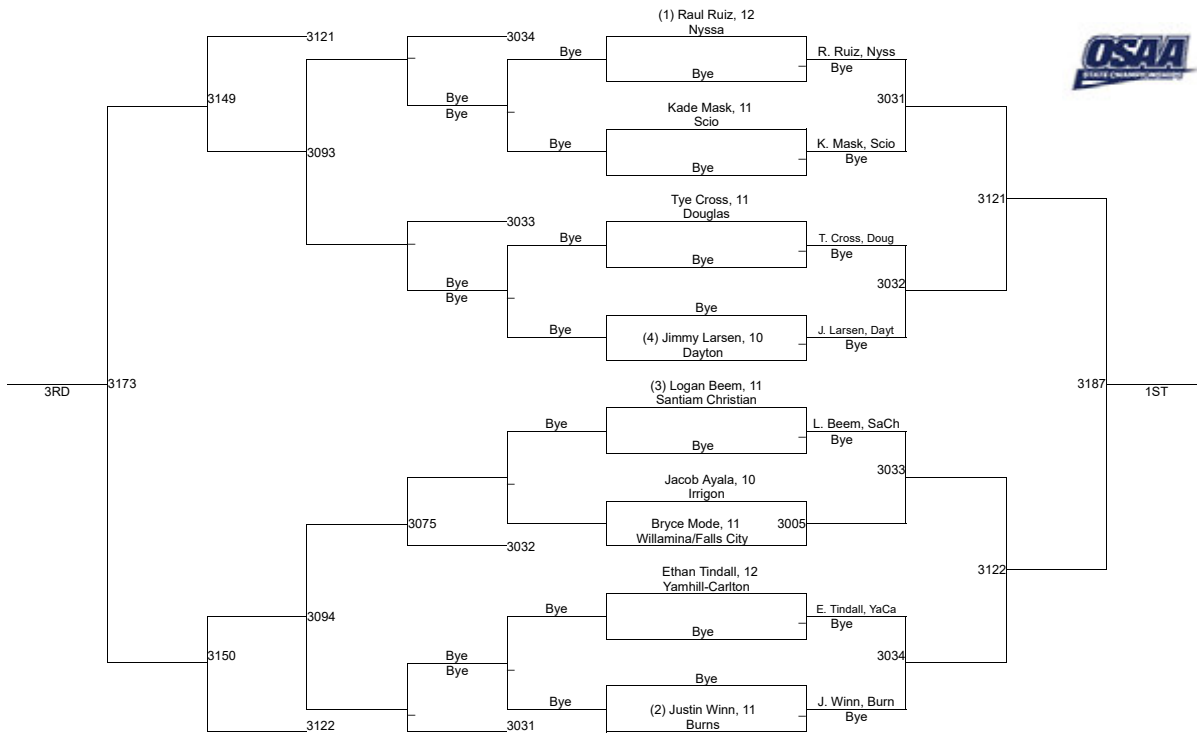 (1) Raul Ruiz, 12
Nyssa
3121
3034
OSAA
STATE CHAMPIONSHIPS
Bye
R. Ruiz, Nyss
Bye
Bye
3149
Bye
Bye
3031
Kade Mask, 11
Scio
3093
Bye
K. Mask, Scio
Bye
Bye
Tye Cross, 11
Douglas
3121
3033
Bye
T. Cross, Doug
Bye
Bye
Bye
Bye
3032
Bye
Bye
(4) Jimmy Larsen, 10
Dayton
J. Larsen, Dayt
Bye
3RD
3173
(3) Logan Beem, 11
Santiam Christian
3187
1ST
Bye
L. Beem, SaCh
Bye
Bye
3033
Jacob Ayala, 10
Irrigon
3075
Bryce Mode, 11
Willamina/Falls City
3005
3032
Ethan Tindall, 12
Yamhill-Carlton
3122
3094
Bye
E. Tindall, YaCa
Bye
Bye
3150
Bye
Bye
3034
Bye
Bye
(2) Justin Winn, 11
Burns
J. Winn, Burn
Bye
3122
3031